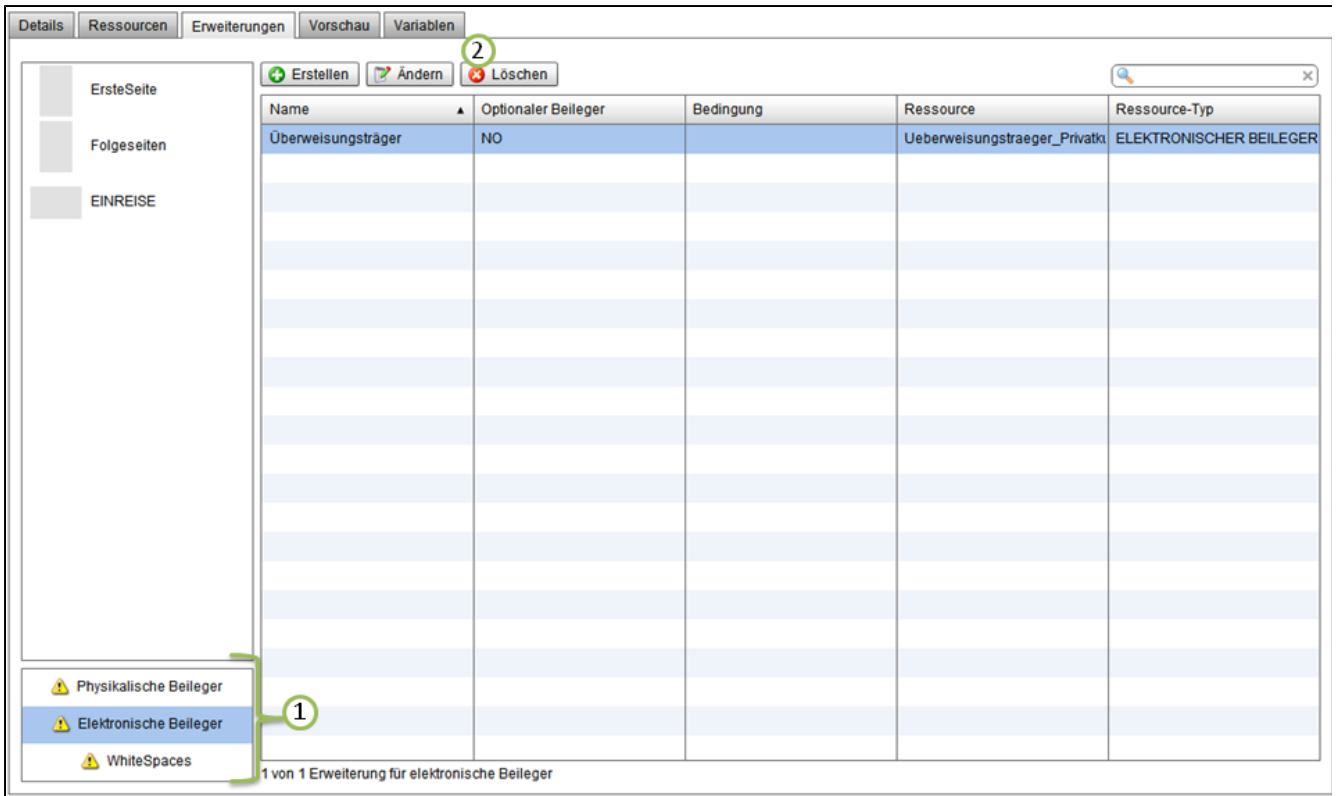 Details Ressourcen Erweiterungen Vorschau Variablen
2
ErsteSeite
Folgeseiten
EINREISE
Erstellen Ändern Löschen
Name Optionaler Beileger Bedingung Ressource Ressource-Typ
Überweisungsträger NO Ueberweisungstraeger_Privatku ELEKTRONISCHER BEILEGER
Physikalische Beileger
Elektronische Beileger
WhiteSpaces
1
1 von 1 Erweiterung für elektronische Beileger